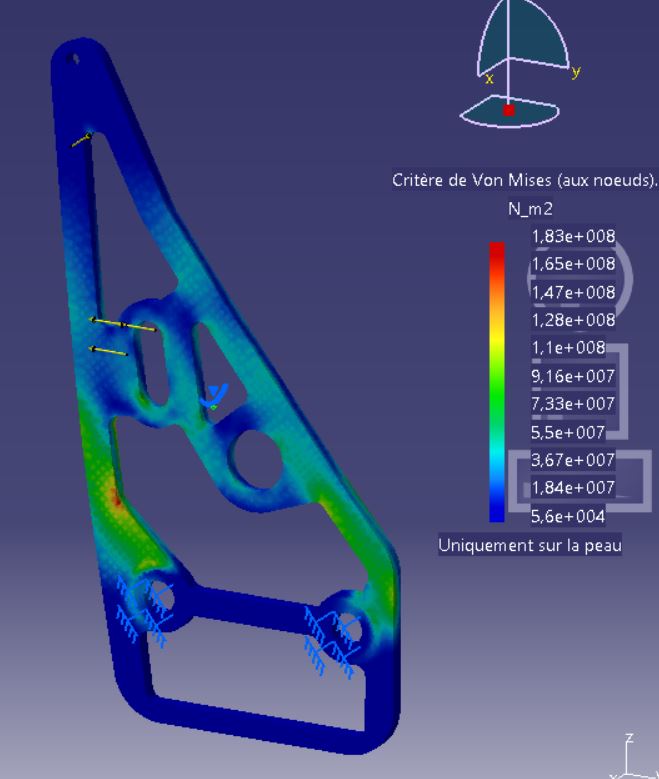 x
y
Critère de Von Mises (aux noeuds).
N_m2
1,83e+008
1,65e+008
1,47e+008
1,28e+008
1,1e+008
9,16e+007
7,33e+007
5,5e+007
3,67e+007
1,84e+007
5,6e+004
Uniquement sur la peau
z
x